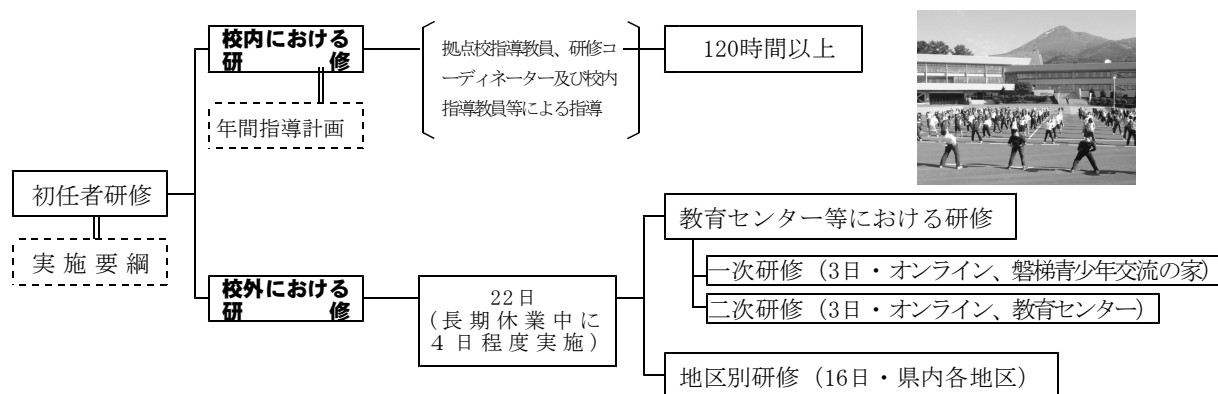 校内における
研　　　修
年間指導計画
拠点校指導教員、研修コ
ーディネーター及び校内
指導教員等による指導
120時間以上
初任者研修
実 施 要 綱
校外における
研　　　修
22日
（長期休業中に
４日程度実施）
教育センター等における研修
一次研修（3日・オンライン、磐梯青少年交流の家）
二次研修（3日・オンライン、教育センター）
地区別研修（16日・県内各地区）